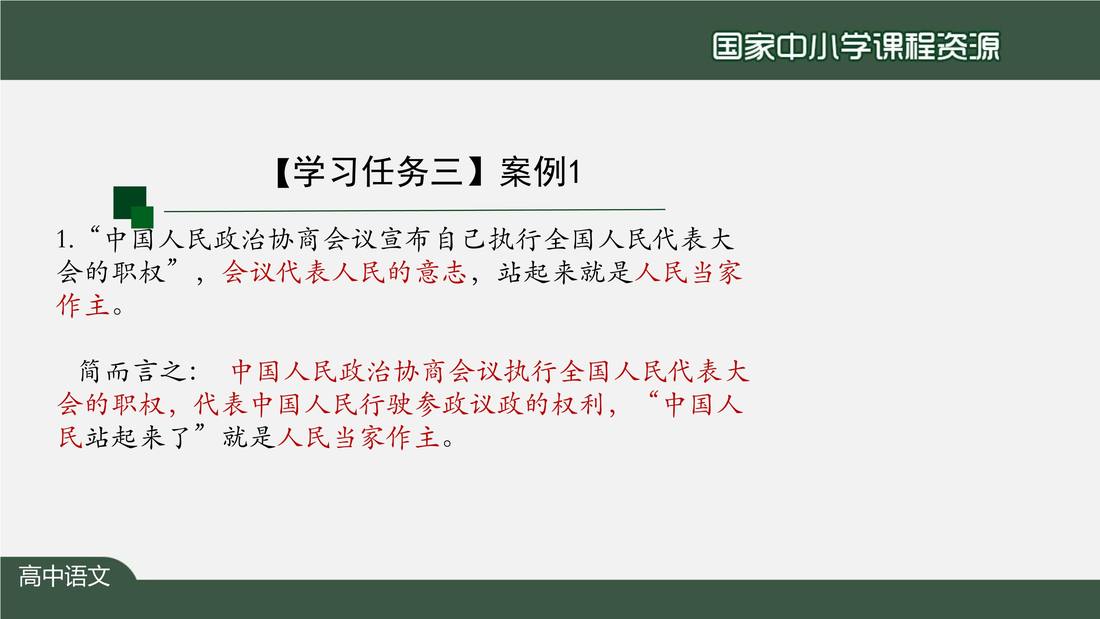 国家中小学课程资源
【学习任务三】案例1
1.“中国人民政治协商会议宣布自己执行全国人民代表大
会的职权”，会议代表人民的意志，站起来就是人民当家
作主。
简而言之： 中国人民政治协商会议执行全国人民代表大
会的职权，代表中国人民行驶参政议政的权利，“中国人
民站起来了”就是人民当家作主。
高中语文